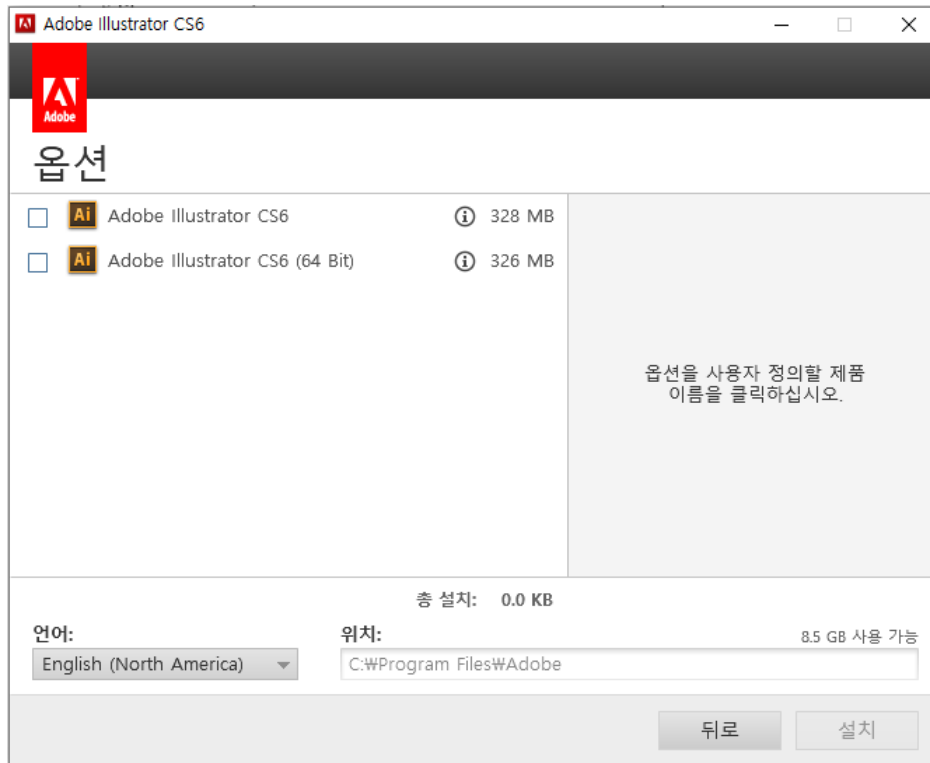 Adobe Illustrator CS6
Adobe
옵션
Ai Adobe Illustrator CS6 328 MB
Ai Adobe Illustrator CS6 (64 Bit) 326 MB
옵션을 사용자 정의할 제품
이름을 클릭하십시오.
총 설치: 0.0 KB
언어: 위치: 8.5 GB 사용 가능
English (North America) C:₩Program Files₩Adobe
뒤로 설치